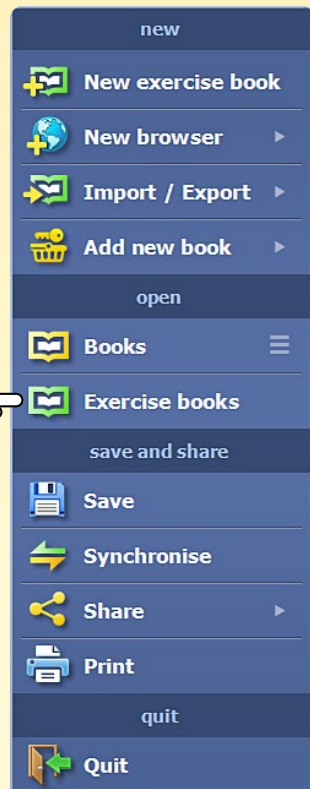 new
New exercise book
New browser
Import / Export
Add new book
open
Books
Exercise books
save and share
Save
Synchronise
Share
Print
quit
Quit